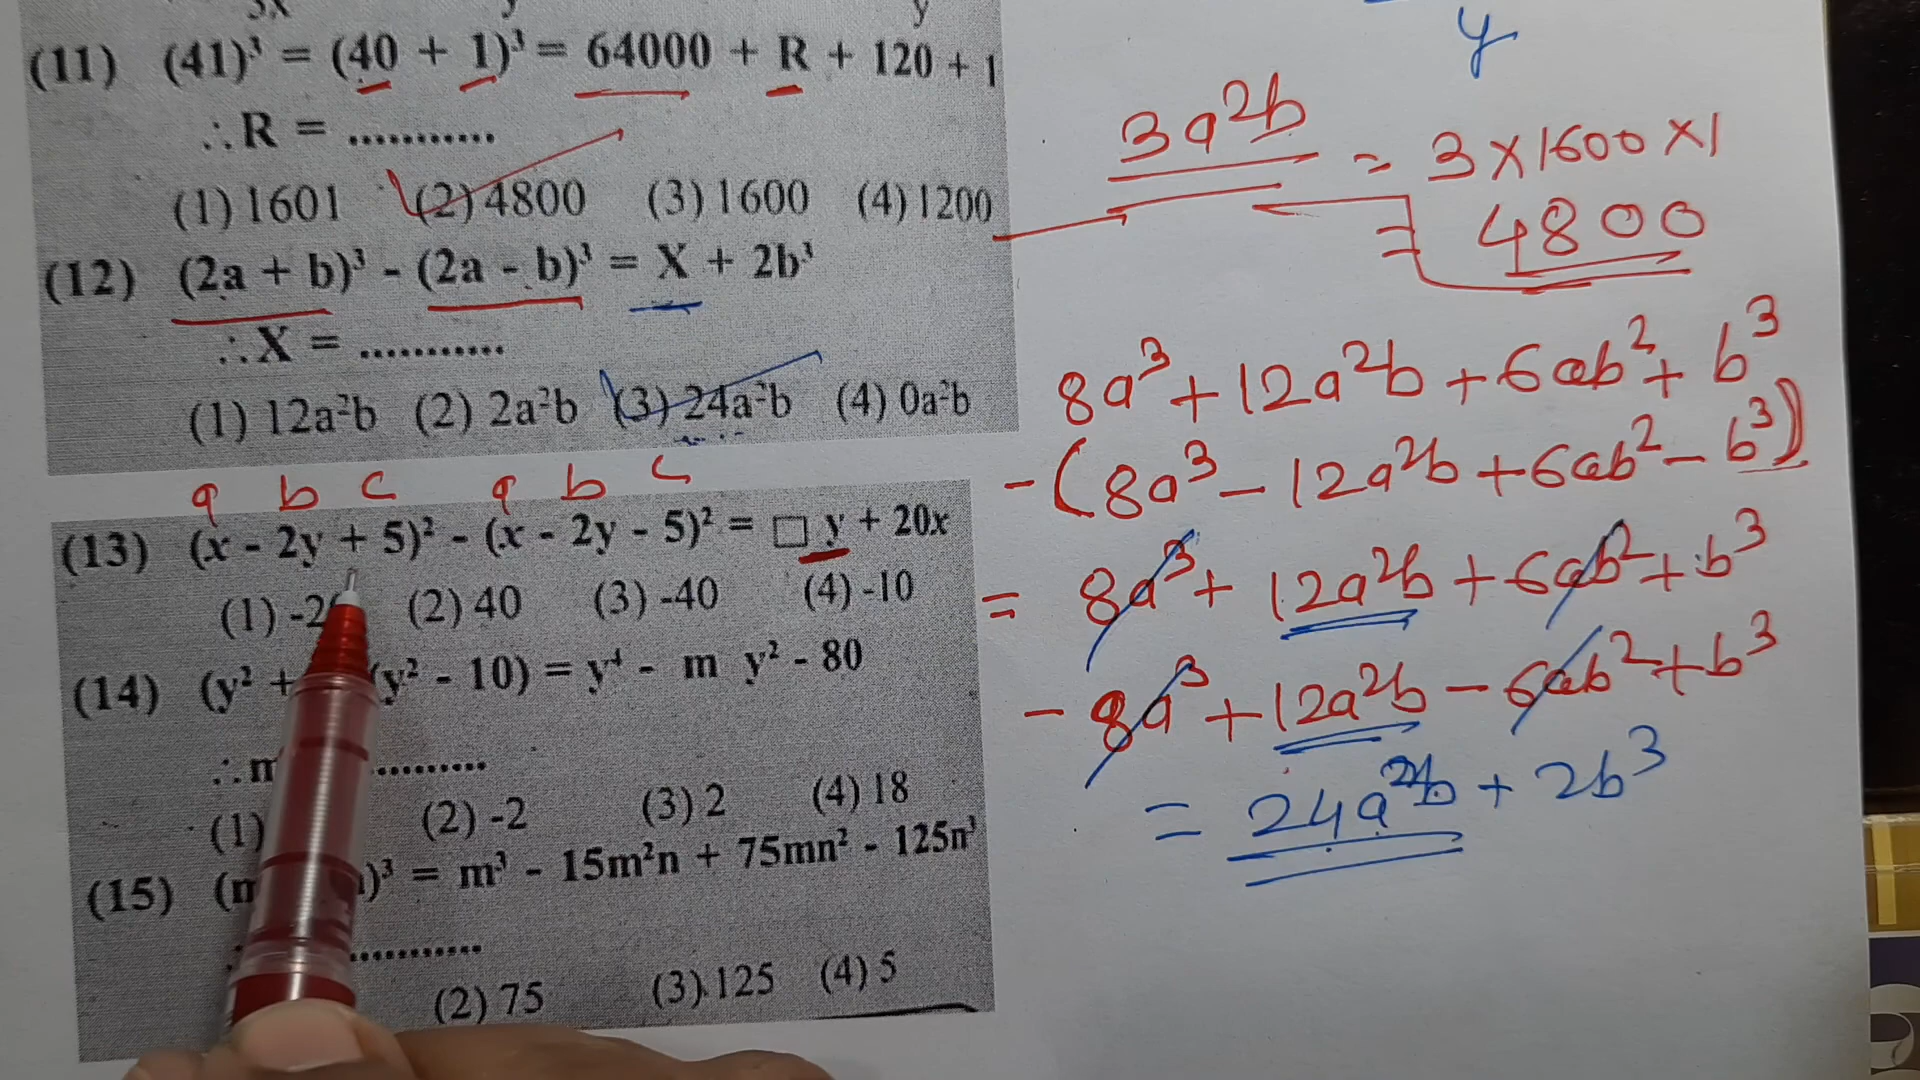 (11) (41)³ = (40 + 1)³ = 64000 + R + 120 + 1
∴R = ...........
(1) 1601 (2) 4800 (3) 1600 (4) 1200
(12) (2a + b)³ - (2a - b)³ = X + 2b³
∴X = ...........
(1) 12a²b (2) 2a²b (3) 24a²b (4) 0a²b
a b c a b c
(13) (x - 2y + 5)² - (x - 2y - 5)² = □ y + 20x
(1) -2 (2) 40 (3) -40 (4) -10
(14) (y² + (y² - 10) = y⁴ - m y² - 80
∴m ..........
(1) (2) -2 (3) 2 (4) 18
(15) (m )³ = m³ - 15m²n + 75mn² - 125n³
...........
(2) 75 (3) 125 (4) 5
y
3a²b = 3 × 1600 × 1
= 4800
8a³ + 12a²b + 6ab² + b³
- (8a³ - 12a²b + 6ab² - b³)
= 8a³ + 12a²b + 6ab² + b³
- 8a³ + 12a²b - 6ab² + b³
= 24a²b + 2b³